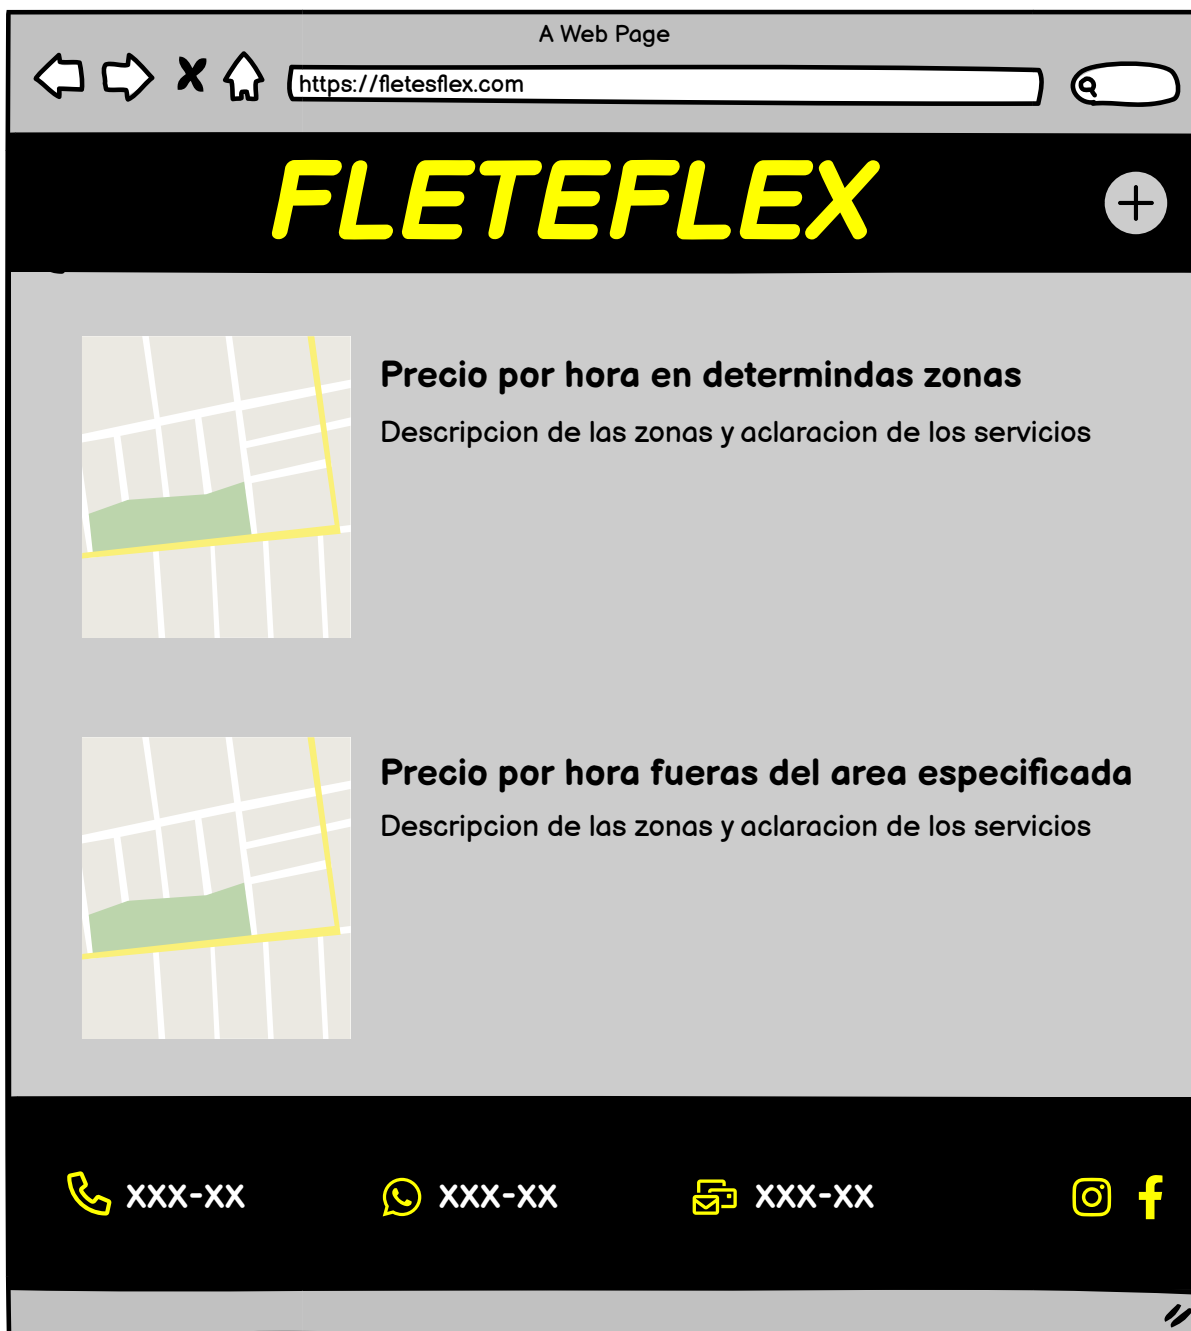 A Web Page
https://fletesflex.com
FLETEFLEX
Precio por hora en determindas zonas
Descripcion de las zonas y aclaracion de los servicios
Precio por hora fueras del area especificada
Descripcion de las zonas y aclaracion de los servicios
XXX-XX XXX-XX XXX-XX